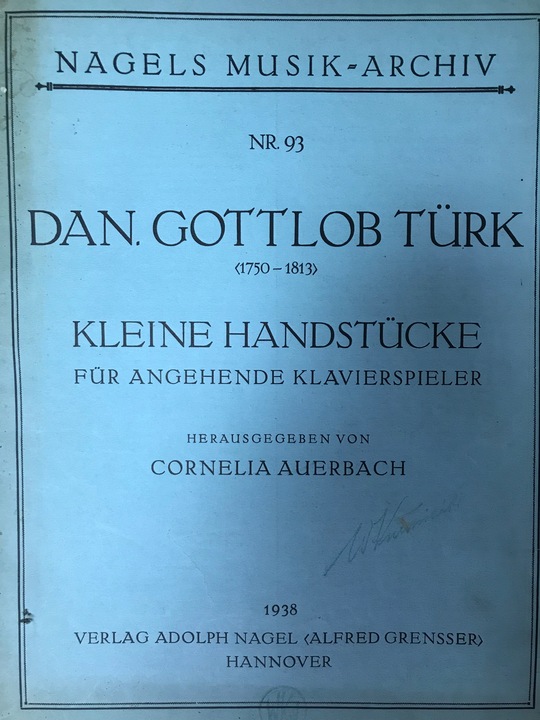 NAGELS MUSIK-ARCHIV
NR. 93
DAN. GOTTLOB TÜRK
<1750-1813>
KLEINE HANDSTÜCKE
FÜR ANGEHENDE KLAVIERSPIELER
HERAUSGEGEBEN VON
CORNELIA AUERBACH
1938
VERLAG ADOLPH NAGEL <ALFRED GRENSSER>
HANNOVER